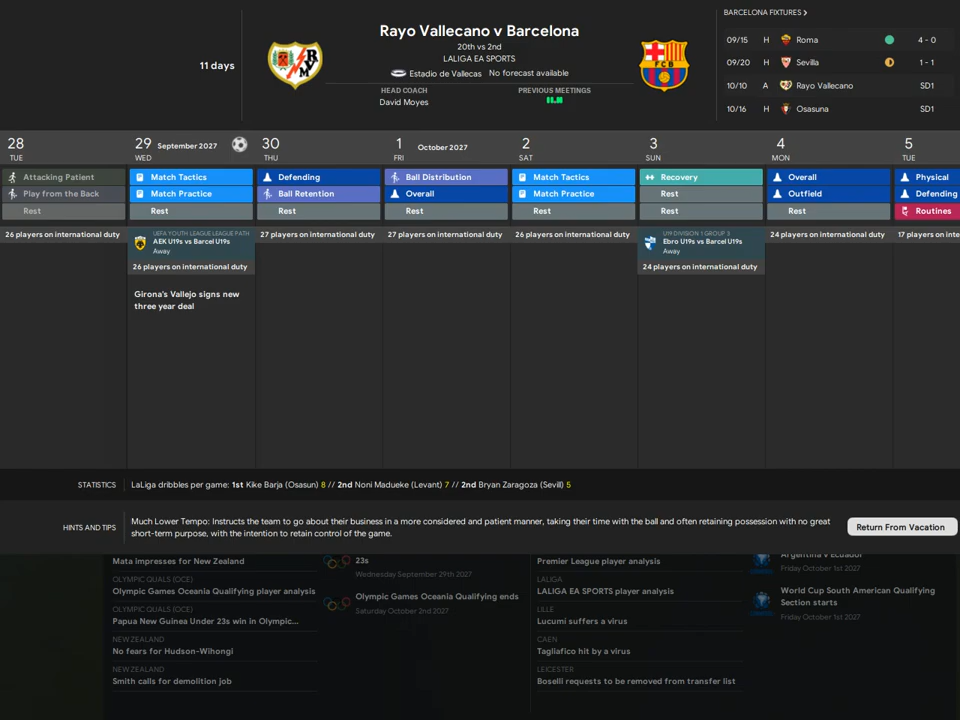 Rayo Vallecano v Barcelona
20th vs 2nd
LALIGA EA SPORTS
Estadio de Vallecas No forecast available
11 days
HEAD COACH
David Moyes
PREVIOUS MEETINGS
BARCELONA FIXTURES
09/15 H Roma 4 - 0
09/20 H Sevilla 1 - 1
10/10 A Rayo Vallecano SD1
10/16 H Osasuna SD1
28
TUE
29 September 2027
WED
30
THU
1 October 2027
FRI
2
SAT
3
SUN
4
MON
5
TUE
Attacking Patient
Play from the Back
Rest
26 players on international duty
Match Tactics
Match Practice
Rest
UEFA YOUTH LEAGUE LEAGUE PATH
AEK U19s vs Barcel U19s
Away
26 players on international duty
Girona's Vallejo signs new
three year deal
Defending
Ball Retention
Rest
27 players on international duty
Ball Distribution
Overall
Rest
27 players on international duty
Match Tactics
Match Practice
Rest
26 players on international duty
Recovery
Rest
Rest
U19 DIVISION 1 GROUP 3
Ebro U19s vs Barcel U19s
Away
24 players on international duty
Overall
Outfield
Rest
24 players on international duty
Physical
Defending
Routines
17 players on inte
STATISTICS
LaLiga dribbles per game: 1st Kike Barja (Osasun) 8 // 2nd Noni Madueke (Levant) 7 // 2nd Bryan Zaragoza (Sevill) 5
HINTS AND TIPS
Much Lower Tempo: Instructs the team to go about their business in a more considered and patient manner, taking their time with the ball and often retaining possession with no great
short-term purpose, with the intention to retain control of the game.
Return From Vacation
Mata impresses for New Zealand
OLYMPIC QUALS (OCE)
Olympic Games Oceania Qualifying player analysis
OLYMPIC QUALS (OCE)
Papua New Guinea Under 23s win in Olympic...
NEW ZEALAND
No fears for Hudson-Wihongi
NEW ZEALAND
Smith calls for demolition job
23s
Wednesday September 29th 2027
Olympic Games Oceania Qualifying ends
Saturday October 2nd 2027
Premier League player analysis
LALIGA
LALIGA EA SPORTS player analysis
LILLE
Lucumi suffers a virus
CAEN
Tagliafico hit by a virus
LEICESTER
Boselli requests to be removed from transfer list
Argentina v Ecuador
Friday October 1st 2027
World Cup South American Qualifying
Section starts
Friday October 1st 2027